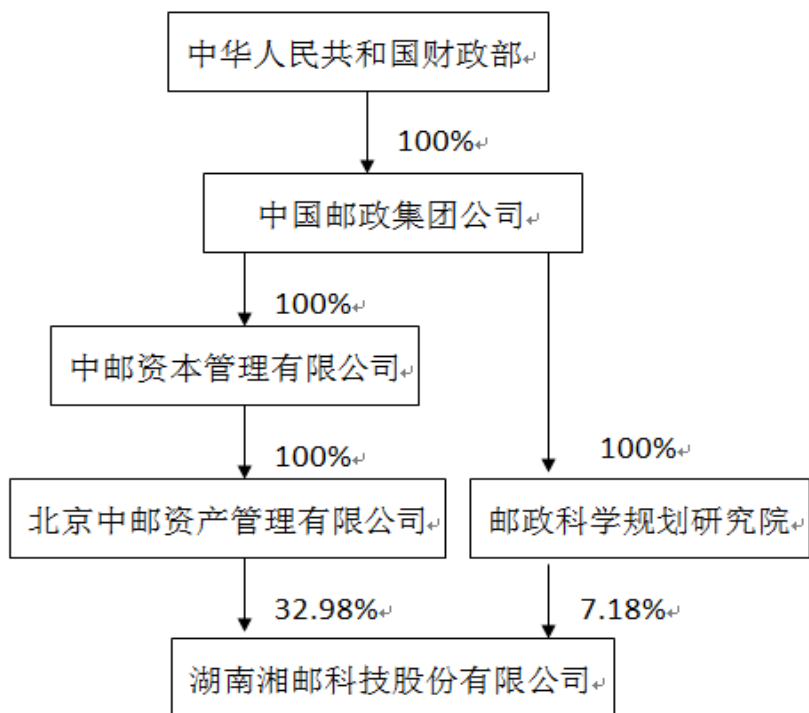 中华人民共和国财政部
100%
中国邮政集团公司
100%
中邮资本管理有限公司
100%
100%
北京中邮资产管理有限公司
邮政科学规划研究院
32.98%
7.18%
湖南湘邮科技股份有限公司